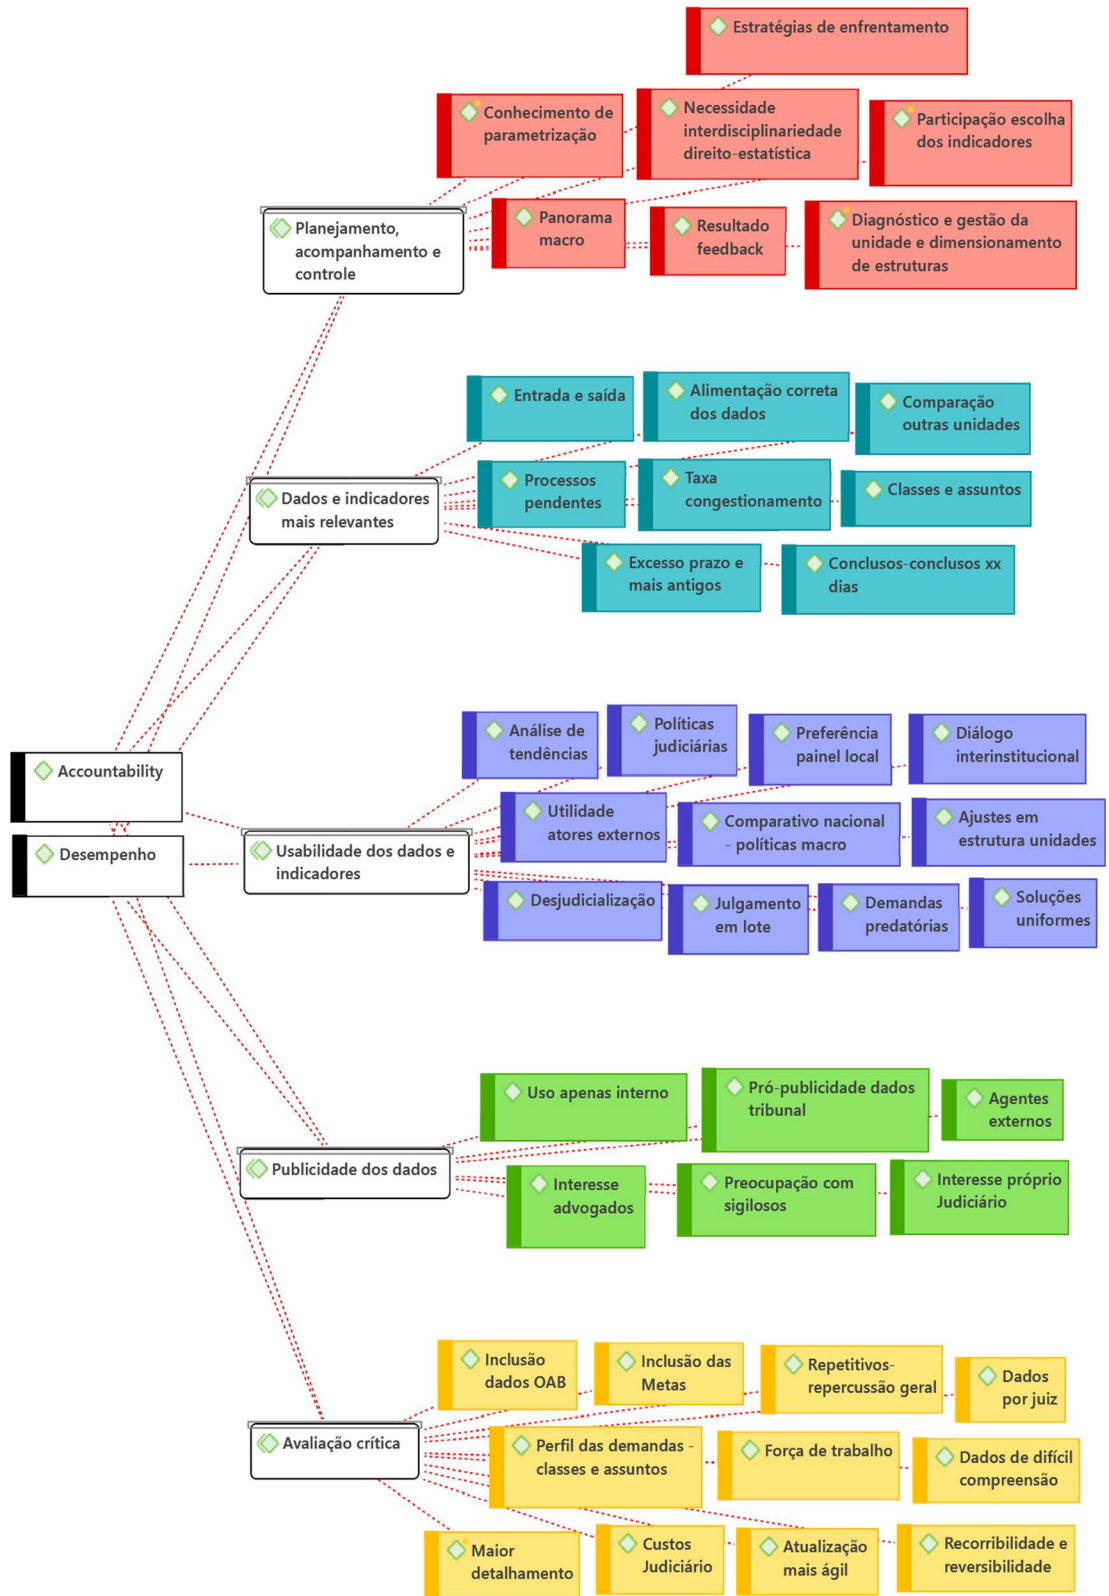 Estratégias de enfrentamento
Conhecimento de
parametrização
Necessidade
interdisciplinariedade
direito-estatística
Participação escolha
dos indicadores
Panorama
macro
Resultado
feedback
Diagnóstico e gestão da
unidade e dimensionamento
de estruturas
Planejamento,
acompanhamento e
controle
Entrada e saída
Alimentação correta
dos dados
Comparação
outras unidades
Processos
pendentes
Taxa
congestionamento
Classes e assuntos
Dados e indicadores
mais relevantes
Excesso prazo e
mais antigos
Conclusos-conclusos xx
dias
Análise de
tendências
Políticas
judiciárias
Preferência
painel local
Diálogo
interinstitucional
Accountability
Desempenho
Utilidade
atores externos
Comparativo nacional
- políticas macro
Ajustes em
estrutura unidades
Usabilidade dos dados e
indicadores
Desjudicialização
Julgamento
em lote
Demandas
predatórias
Soluções
uniformes
Uso apenas interno
Pró-publicidade dados
tribunal
Agentes
externos
Publicidade dos dados
Interesse
advogados
Preocupação com
sigilosos
Interesse próprio
Judiciário
Inclusão
dados OAB
Inclusão das
Metas
Repetitivos-
repercussão geral
Dados
por juiz
Avaliação crítica
Perfil das demandas -
classes e assuntos
Força de trabalho
Dados de difícil
compreensão
Maior
detalhamento
Custos
Judiciário
Atualização
mais ágil
Recorribilidade e
reversibilidade